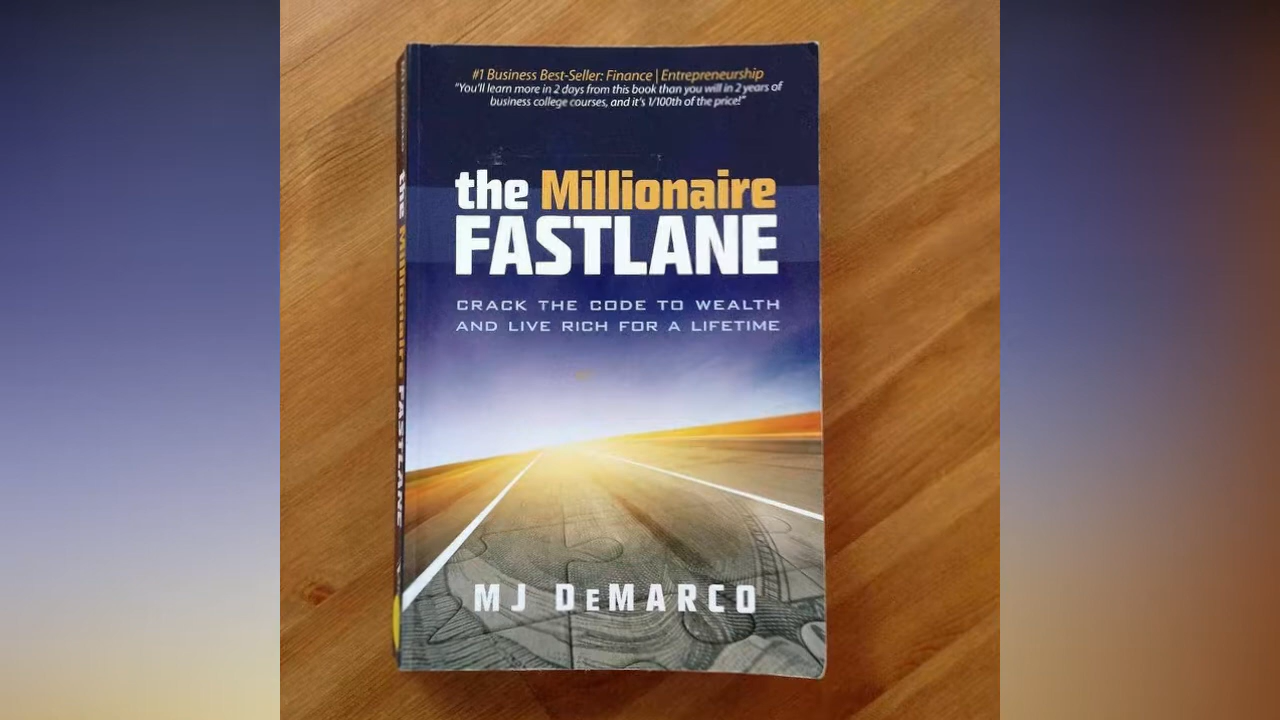 #1 Business Best-Seller: Finance | Entrepreneurship
"You'll learn more in 2 days from this book than you will in 2 years of
business college courses, and it's 1/100th of the price!"
the Millionaire
FASTLANE
CRACK THE CODE TO WEALTH
AND LIVE RICH FOR A LIFETIME
MJ DEMARCO
the Millionaire FASTLANE